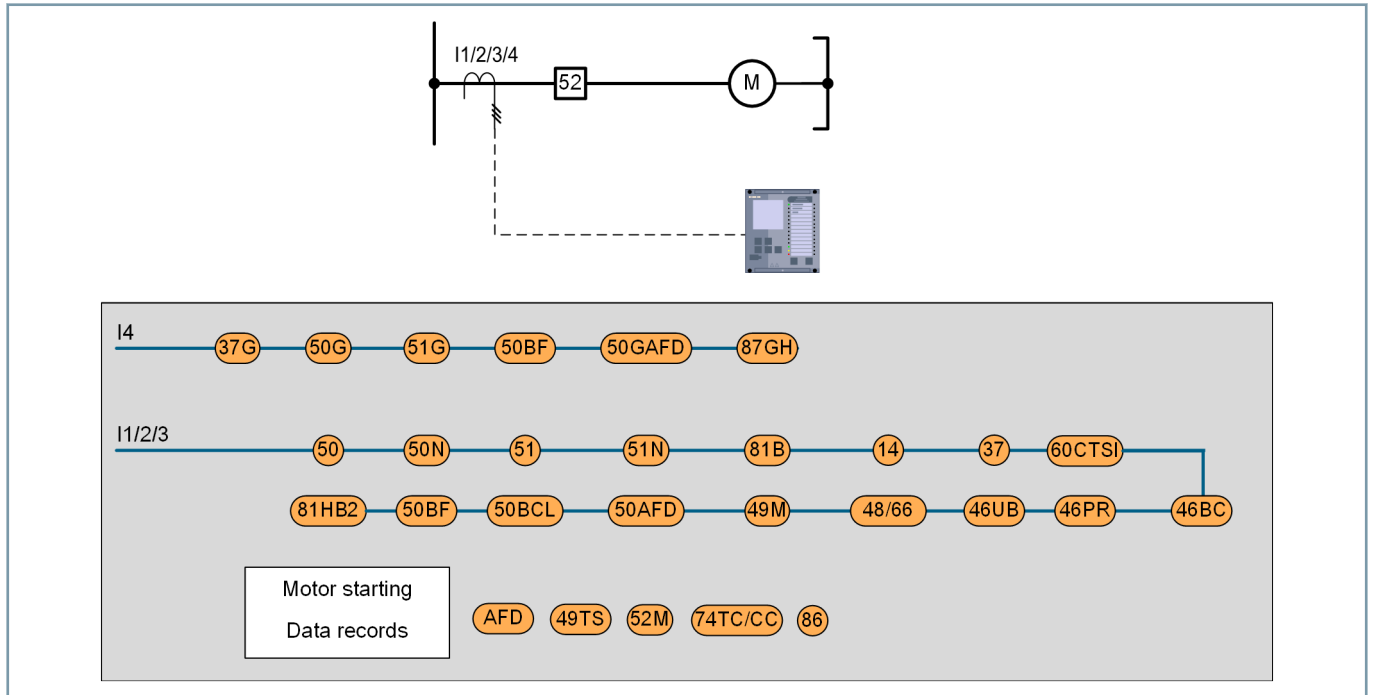 I1/2/3/4
52
M
I4
37G 50G 51G 50BF 50GAFD 87GH
I1/2/3
50 50N 51 51N 81B 14 37 60CTSI
81HB2 50BF 50BCL 50AFD 49M 48/66 46UB 46PR 46BC
Motor starting
Data records
AFD 49TS 52M 74TC/CC 86